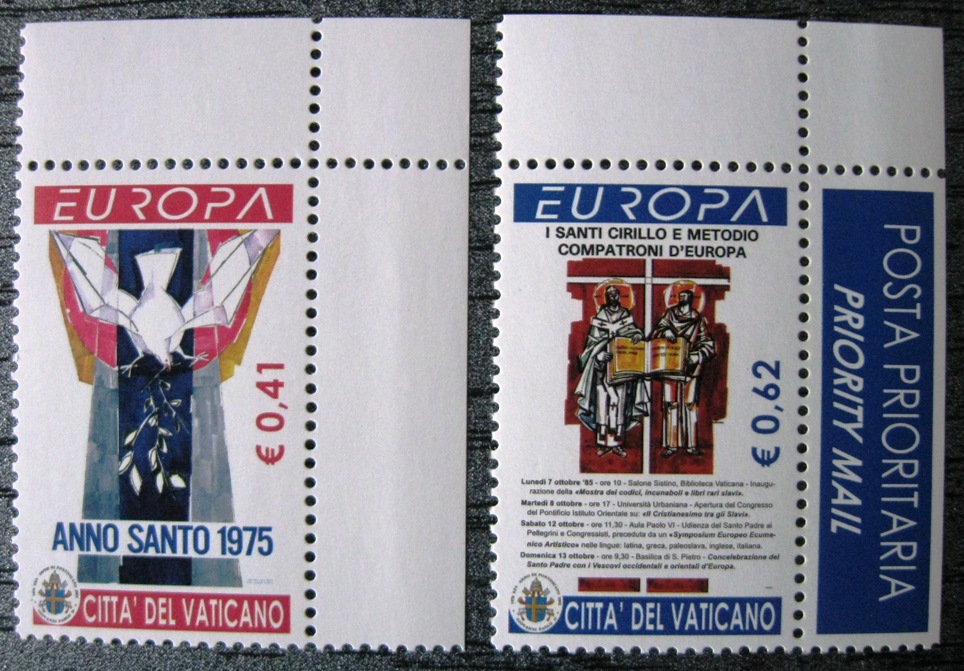 EUROPA
€ 0,41
ANNO SANTO 1975
CITTA' DEL VATICANO
EUROPA
I SANTI CIRILLO E METODIO
COMPATRONI D'EUROPA
€ 0,62
Lunedì 7 ottobre '85 - ore 10 - Salone Sistino, Biblioteca Vaticana - Inaugu-
razione della «Mostra dei codici, incunaboli e libri rari slavi».
Martedì 8 ottobre - ore 17 - Università Urbaniana - Apertura del Congresso
del Pontificio Istituto Orientale su: «Il Cristianesimo tra gli Slavi».
Sabato 12 ottobre - ore 11,30 - Aula Paolo VI - Udienza del Santo Padre ai
Pellegrini e Congressisti, preceduta da un «Symposium Europeo Ecume-
nico Artistico» nelle lingue: latina, greca, paleoslava, inglese, italiana.
Domenica 13 ottobre - ore 9,30 - Basilica di S. Pietro - Concelebrazione del
Santo Padre con i Vescovi occidentali e orientali d'Europa.
CITTA' DEL VATICANO
POSTA PRIORITARIA
PRIORITY MAIL